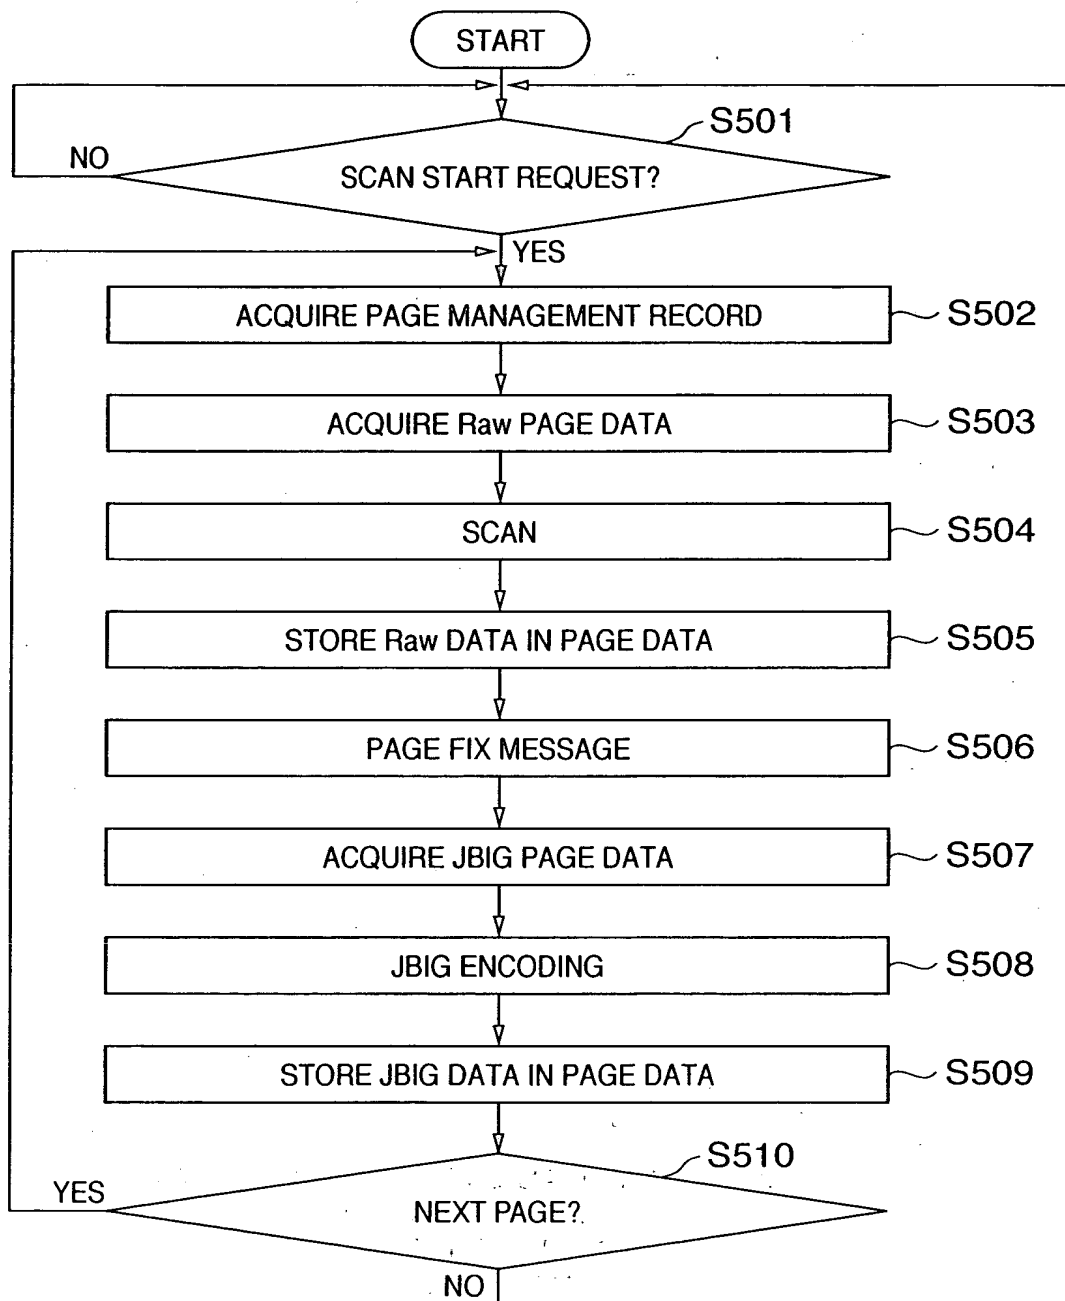 START
S501
NO
SCAN START REQUEST?
YES
ACQUIRE PAGE MANAGEMENT RECORD
S502
ACQUIRE Raw PAGE DATA
S503
SCAN
S504
STORE Raw DATA IN PAGE DATA
S505
PAGE FIX MESSAGE
S506
ACQUIRE JBIG PAGE DATA
S507
JBIG ENCODING
S508
STORE JBIG DATA IN PAGE DATA
S509
S510
YES
NEXT PAGE?
NO